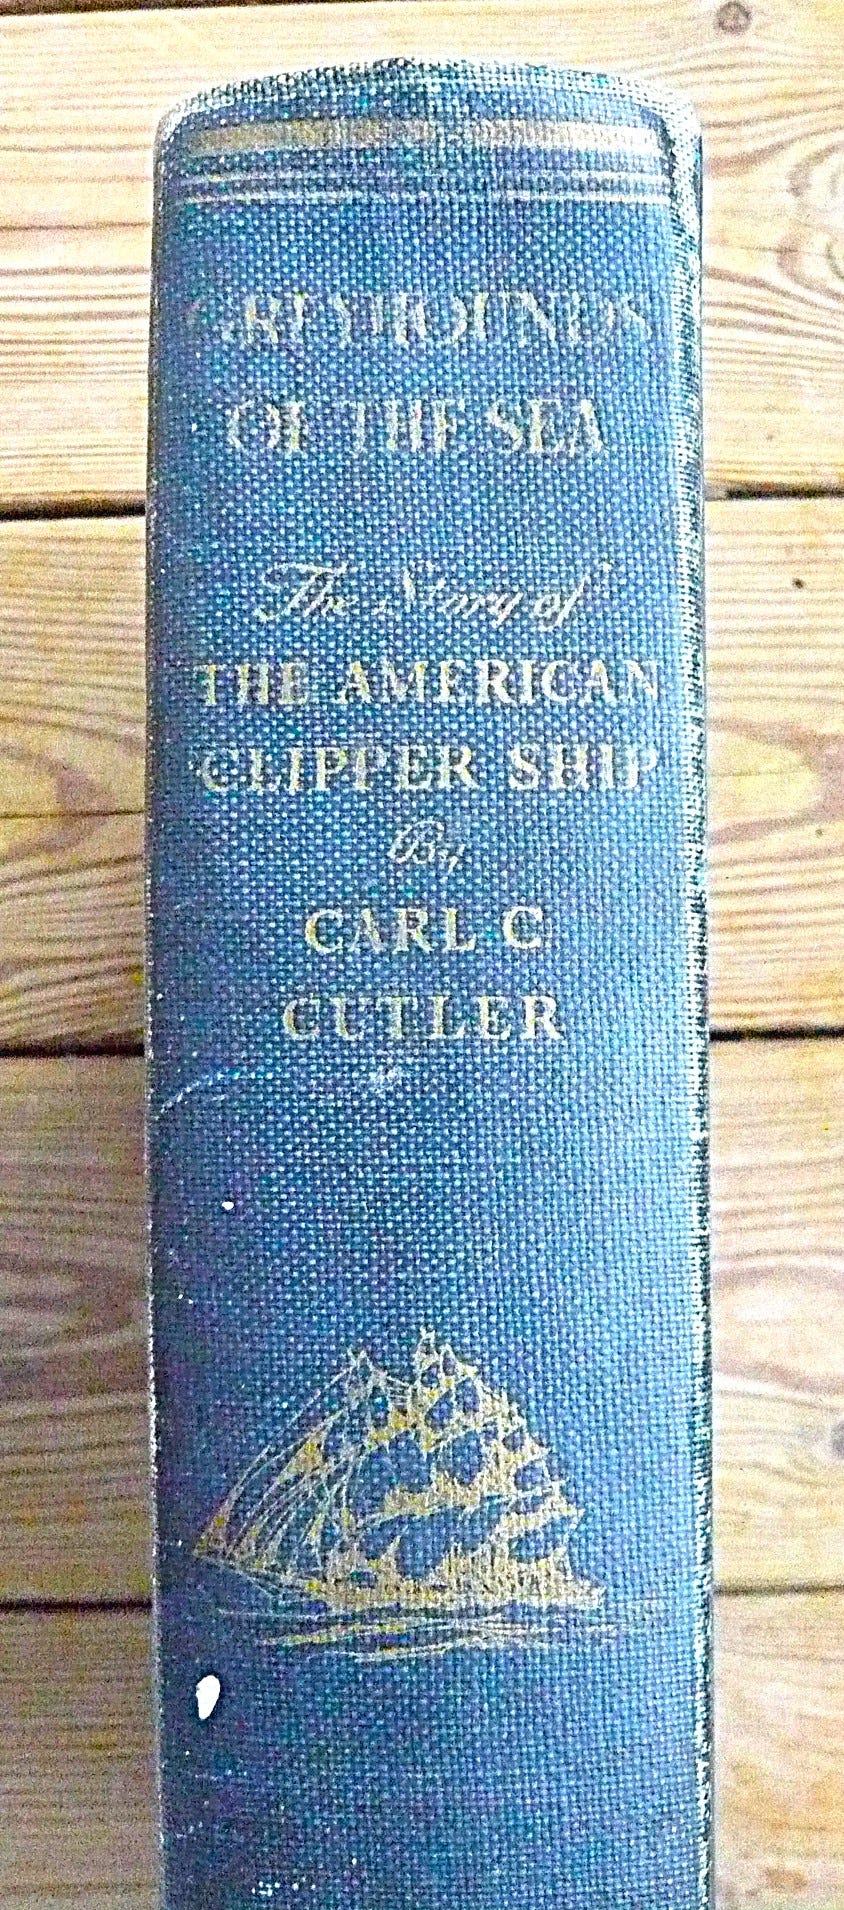 GREYHOUNDS
OF THE SEA
The Story of
THE AMERICAN
CLIPPER SHIP
By
CARL C
CUTLER